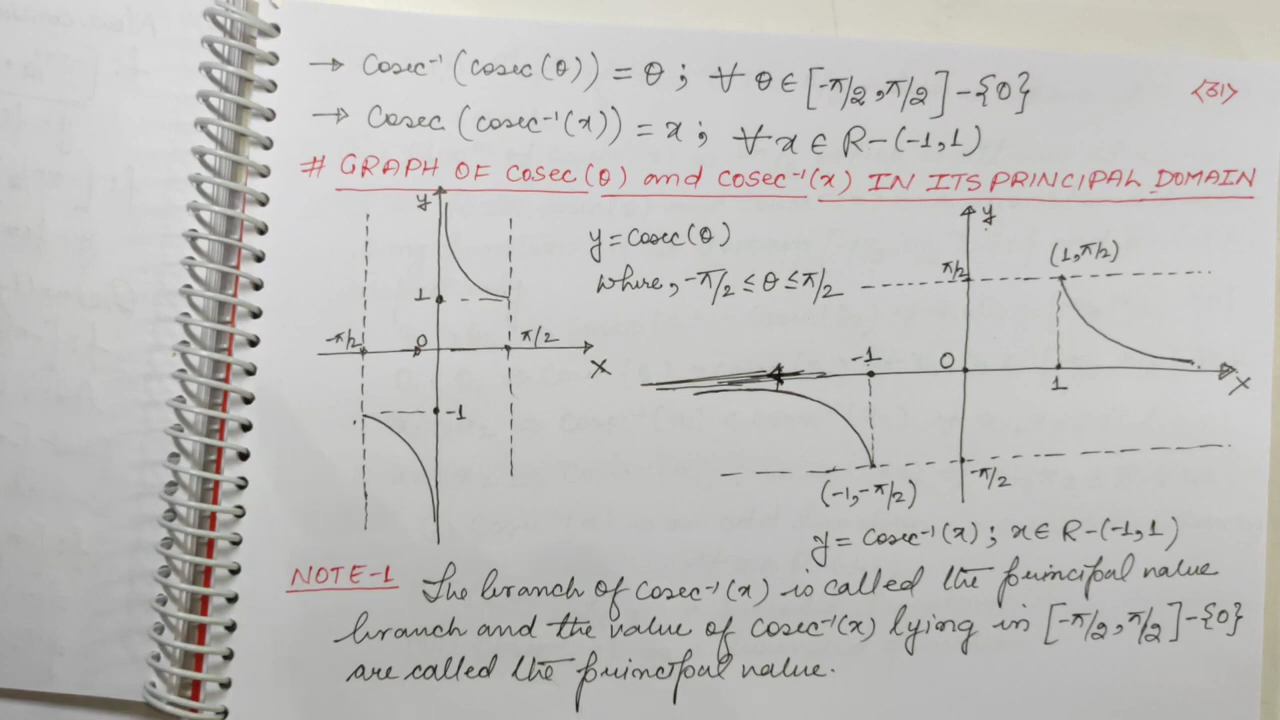 → Cosec⁻¹(cosec(θ)) = θ ; ∀ θ ∈ [-π/2, π/2] - {0}
<31>
→ Cosec (cosec⁻¹(x)) = x ; ∀ x ∈ R - (-1, 1)
# GRAPH OF COSEC(θ) and COSEC⁻¹(x) IN ITS PRINCIPAL DOMAIN
y
1
-π/2
0
π/2
X
-1
y = Cosec(θ)
where, -π/2 ≤ θ ≤ π/2
y
π/2
(1, π/2)
-1
0
1
X
(-1, -π/2)
-π/2
y = Cosec⁻¹(x) ; x ∈ R - (-1, 1)
NOTE-1 The branch of cosec⁻¹(x) is called the principal value
branch and the value of cosec⁻¹(x) lying in [-π/2, π/2] - {0}
are called the principal value.